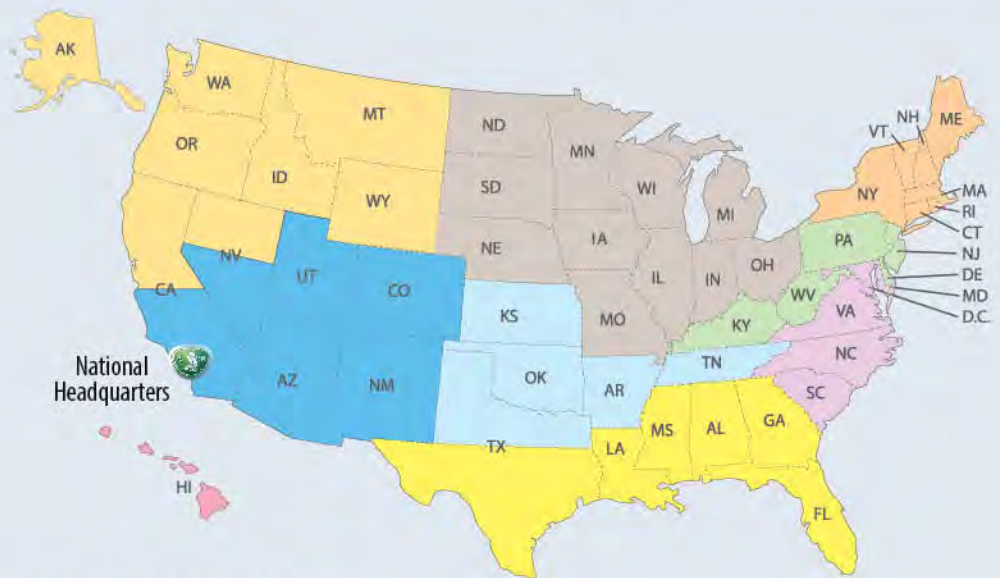 AK
WA
MT
ND
MN
NH
ME
VT
OR
ID
SD
WI
MI
NY
MA
RI
CT
WY
NE
IA
PA
NJ
NV
UT
CO
IL
IN
OH
DE
MD
D.C.
CA
KS
MO
KY
WV
VA
National
Headquarters
AZ
NM
OK
AR
TN
NC
SC
TX
LA
MS
AL
GA
HI
FL